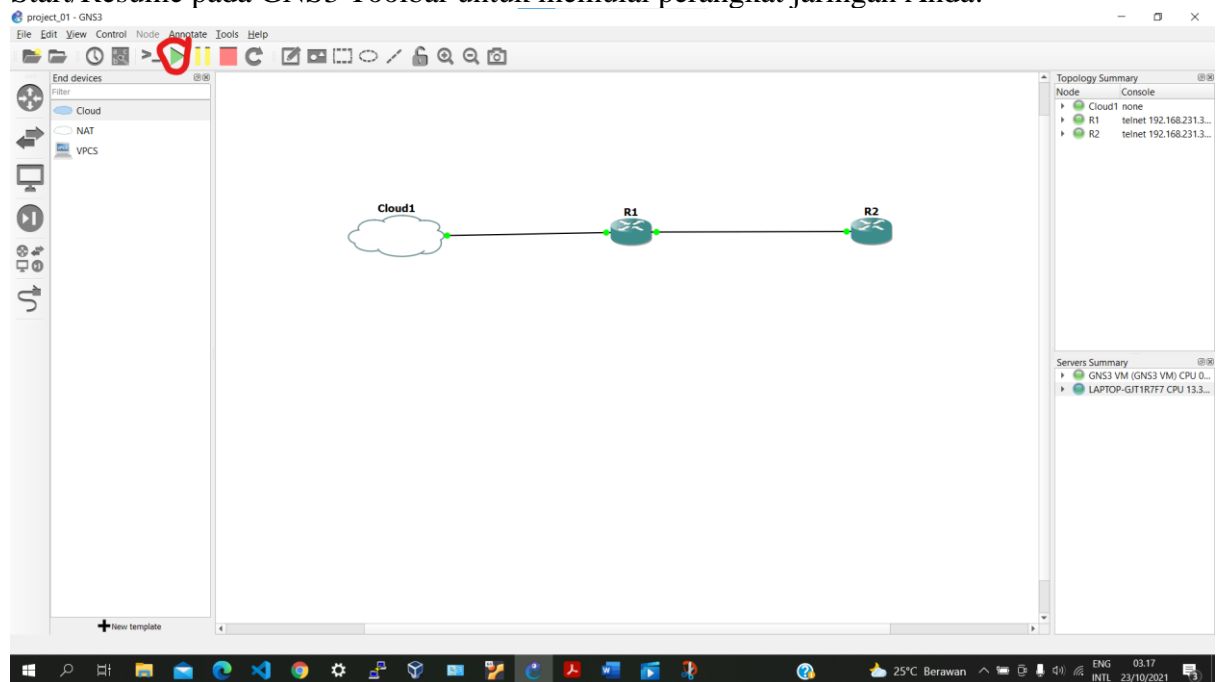 Start/Resume pada GNS3 Toolbar untuk memulai perangkat jaringan Anda.
project_01 - GNS3
File Edit View Control Node Annotate Tools Help
End devices
Filter
Cloud
NAT
VPCS
New template
Cloud1
R1
R2
Topology Summary
Node Console
Cloud1 none
R1 telnet 192.168.231.3...
R2 telnet 192.168.231.3...
Servers Summary
GNS3 VM (GNS3 VM) CPU 0...
LAPTOP-GJT1R7F7 CPU 13.3...
25°C Berawan
ENG
INTL
03.17
23/10/2021
3